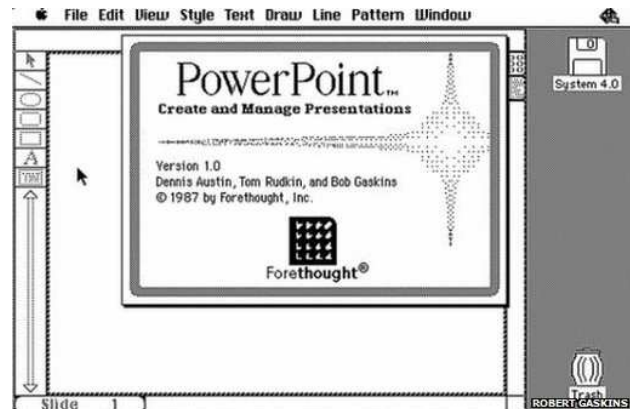 File Edit View Style Text Draw Line Pattern Window
System 4.0
PowerPoint™
Create and Manage Presentations
Version 1.0
Dennis Austin, Tom Rudkin, and Bob Gaskins
© 1987 by Forethought, Inc.
Forethought®
A
Slide 1
Trash
ROBERT GASKINS